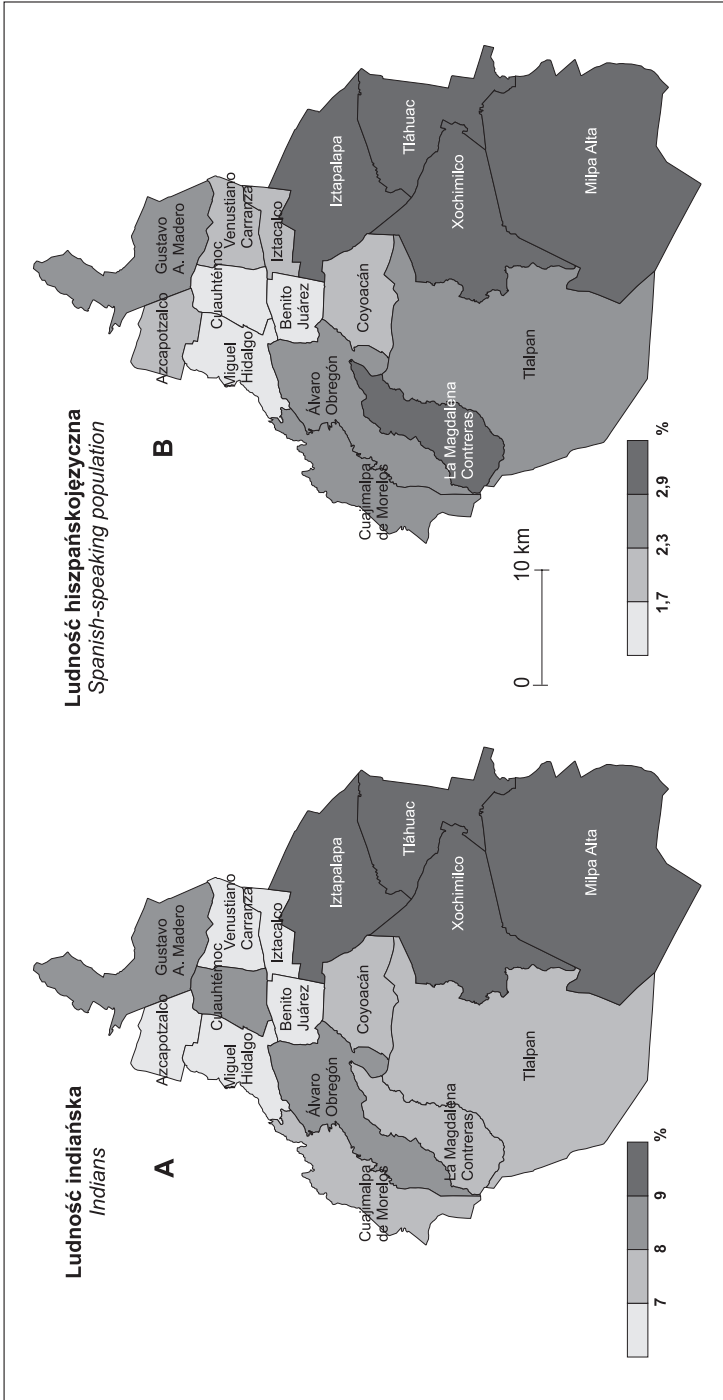 Ludność indiańska
Indians
A
Azcapotzalco
Gustavo
A. Madero
Miguel
Hidalgo
Cuauhtémoc
Venustiano
Carranza
Cuajimalpa
de Morelos
Álvaro
Obregón
Benito
Juárez
Iztacalco
La Magdalena
Contreras
Coyoacán
Iztapalapa
Tlalpan
Xochimilco
Tláhuac
Milpa Alta
7
8
9
%
Ludność hiszpańskojęzyczna
Spanish-speaking population
B
Azcapotzalco
Gustavo
A. Madero
Miguel
Hidalgo
Cuauhtémoc
Venustiano
Carranza
Cuajimalpa
de Morelos
Álvaro
Obregón
Benito
Juárez
Iztacalco
La Magdalena
Contreras
Coyoacán
Iztapalapa
Tlalpan
Xochimilco
Tláhuac
Milpa Alta
0 10 km
1,7
2,3
2,9
%